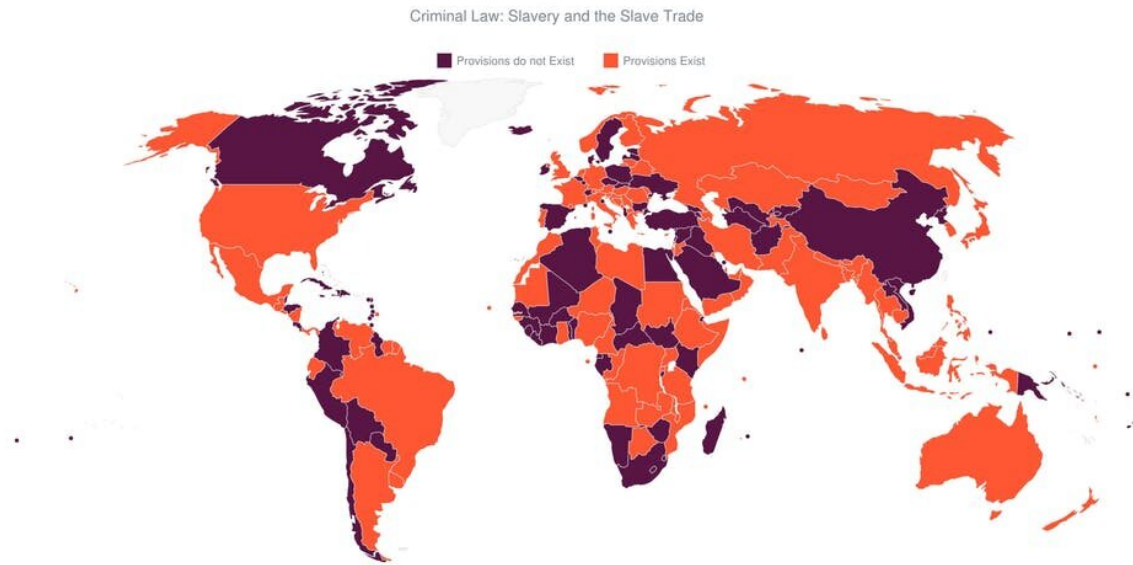 Criminal Law: Slavery and the Slave Trade
Provisions do not Exist
Provisions Exist